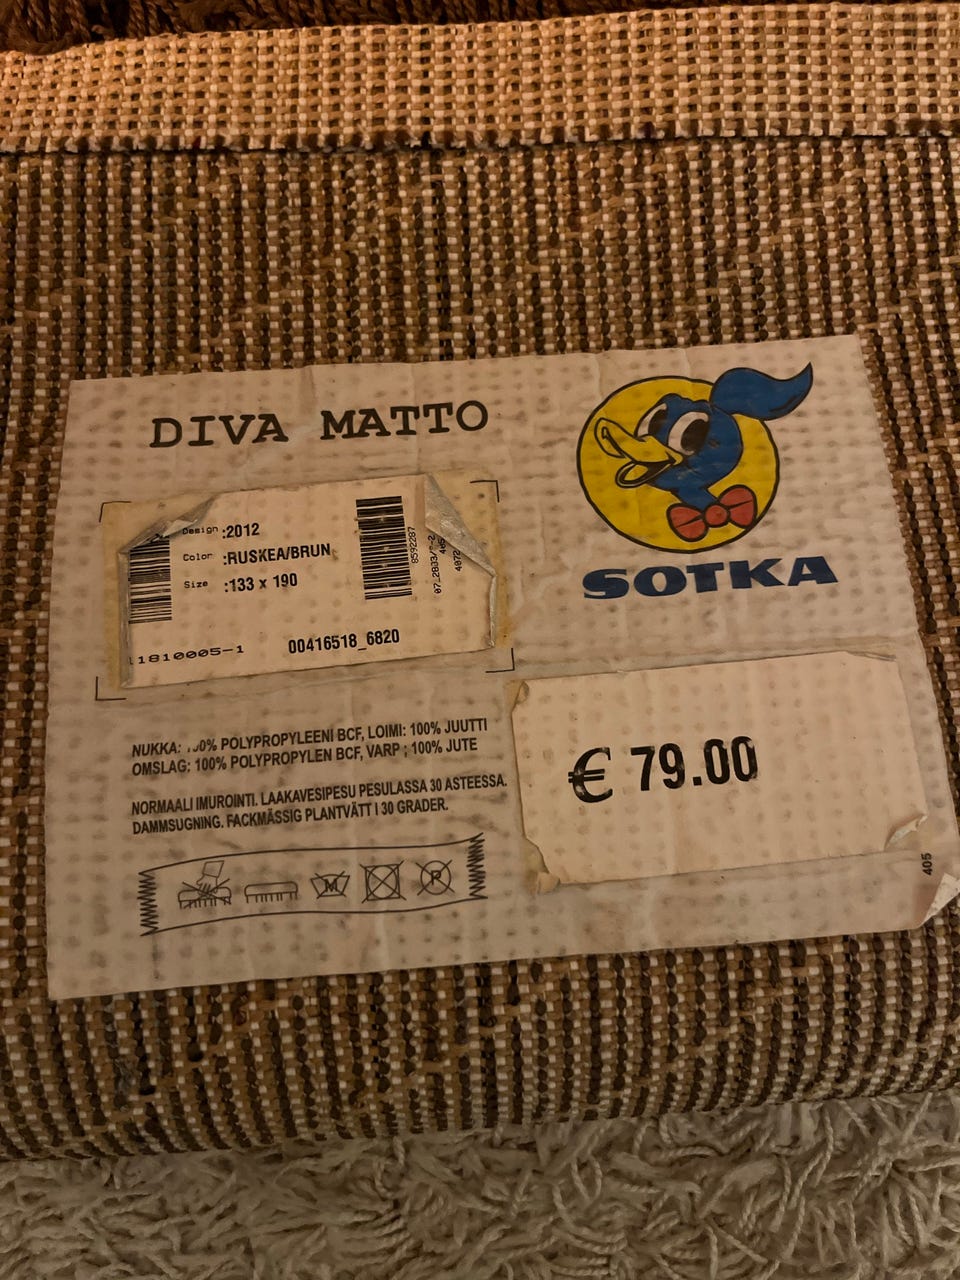 DIVA MATTO
SOTKA
Design :2012
Color :RUSKEA/BRUN
Size :133 x 190
8592287
1810005-1
00416518_6820
NUKKA: 100% POLYPROPYLEENI BCF, LOIMI: 100% JUUTTI
OMSLAG: 100% POLYPROPYLEN BCF, VARP ; 100% JUTE
NORMAALI IMUROINTI. LAAKAVESIPESU PESULASSA 30 ASTEESSA.
DAMMSUGNING. FACKMÄSSIG PLANTVÄTT I 30 GRADER.
M
P
€ 79.00
405